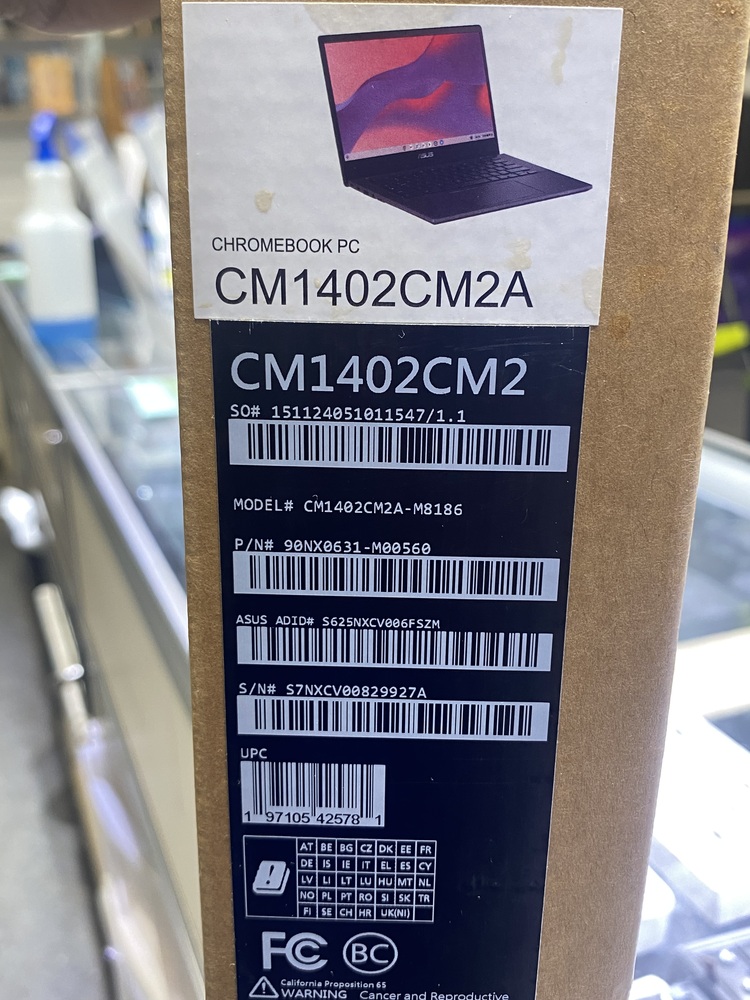 ASUS
CHROMEBOOK PC
CM1402CM2A
CM1402CM2
SO# 151124051011547/1.1
MODEL# CM1402CM2A-M8186
P/N# 90NX0631-M00560
ASUS ADID# S625NXCV006FSZM
S/N# S7NXCV00829927A
UPC
1 97105 42578 1
AT BE BG CZ DK EE FR
DE IS IE IT EL ES CY
LV LI LT LU HU MT NL
NO PL PT RO SI SK TR
FI SE CH HR UK(NI)
FC BC
California Proposition 65
WARNING Cancer and Reproductive